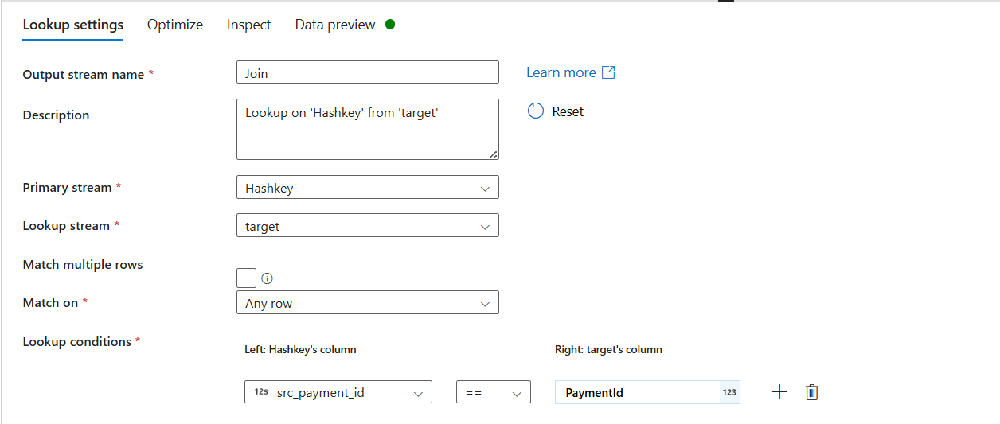 Lookup settings Optimize Inspect Data preview
Output stream name * Join Learn more
Description Lookup on 'Hashkey' from 'target' Reset
Primary stream * Hashkey
Lookup stream * target
Match multiple rows
Match on * Any row
Lookup conditions * Left: Hashkey's column Right: target's column
12s src_payment_id == PaymentId 123